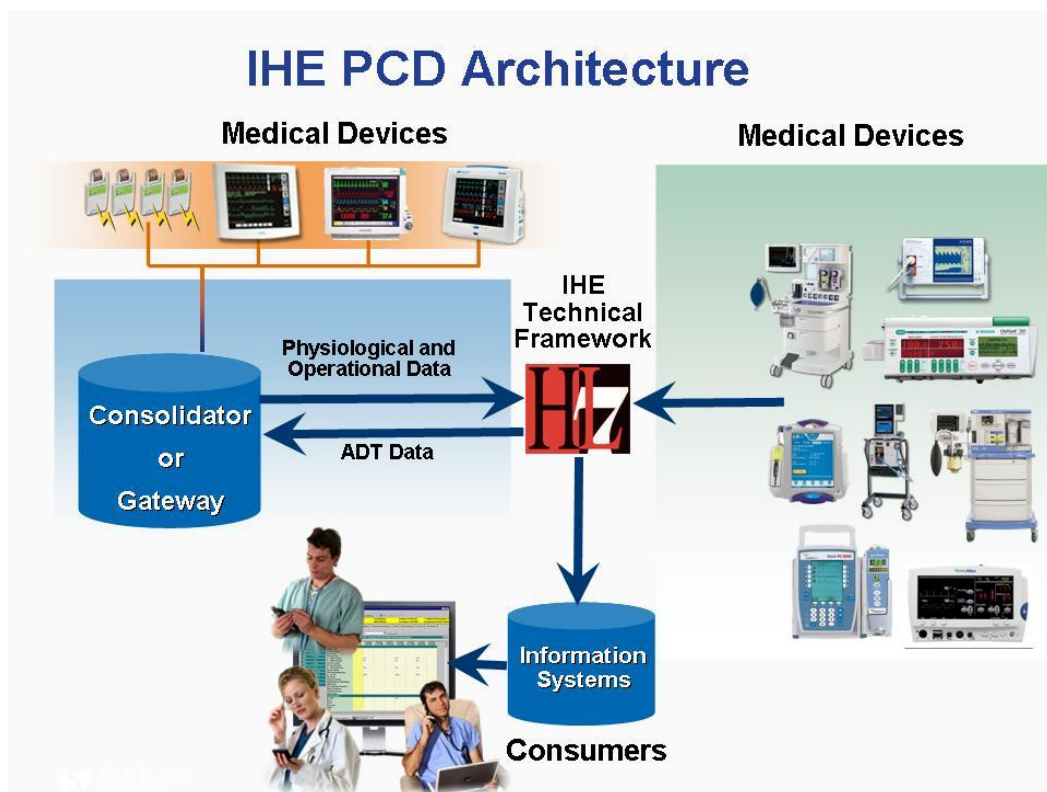 IHE PCD Architecture
Medical Devices
Medical Devices
IHE
Technical
Framework
Physiological and
Operational Data
HL7
ADT Data
Consolidator
or
Gateway
Information
Systems
Consumers